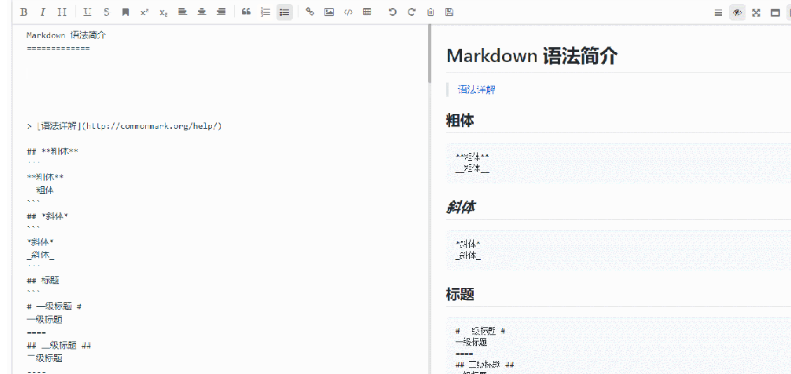 Markdown 语法简介
=============
> [语法详解](http://commonmark.org/help/)
## **粗体**
```
**粗体**
__粗体__
```
## *斜体*
```
*斜体*
_斜体_
```
## 标题
```
# 一级标题 #
一级标题
====
## 二级标题 ##
二级标题
====
Markdown 语法简介
语法详解
粗体
**粗体**
__粗体__
斜体
*斜体*
_斜体_
标题
# 一级标题 #
一级标题
====
## 二级标题 ##